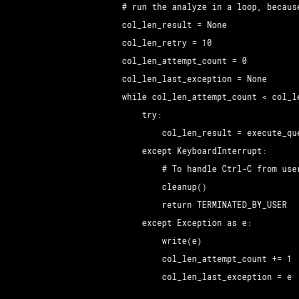 # run the analyze in a loop, because
col_len_result = None
col_len_retry = 10
col_len_attempt_count = 0
col_len_last_exception = None
while col_len_attempt_count < col_le
try:
col_len_result = execute_que
except KeyboardInterrupt:
# To handle Ctrl-C from user
cleanup()
return TERMINATED_BY_USER
except Exception as e:
write(e)
col_len_attempt_count += 1
col_len_last_exception = e